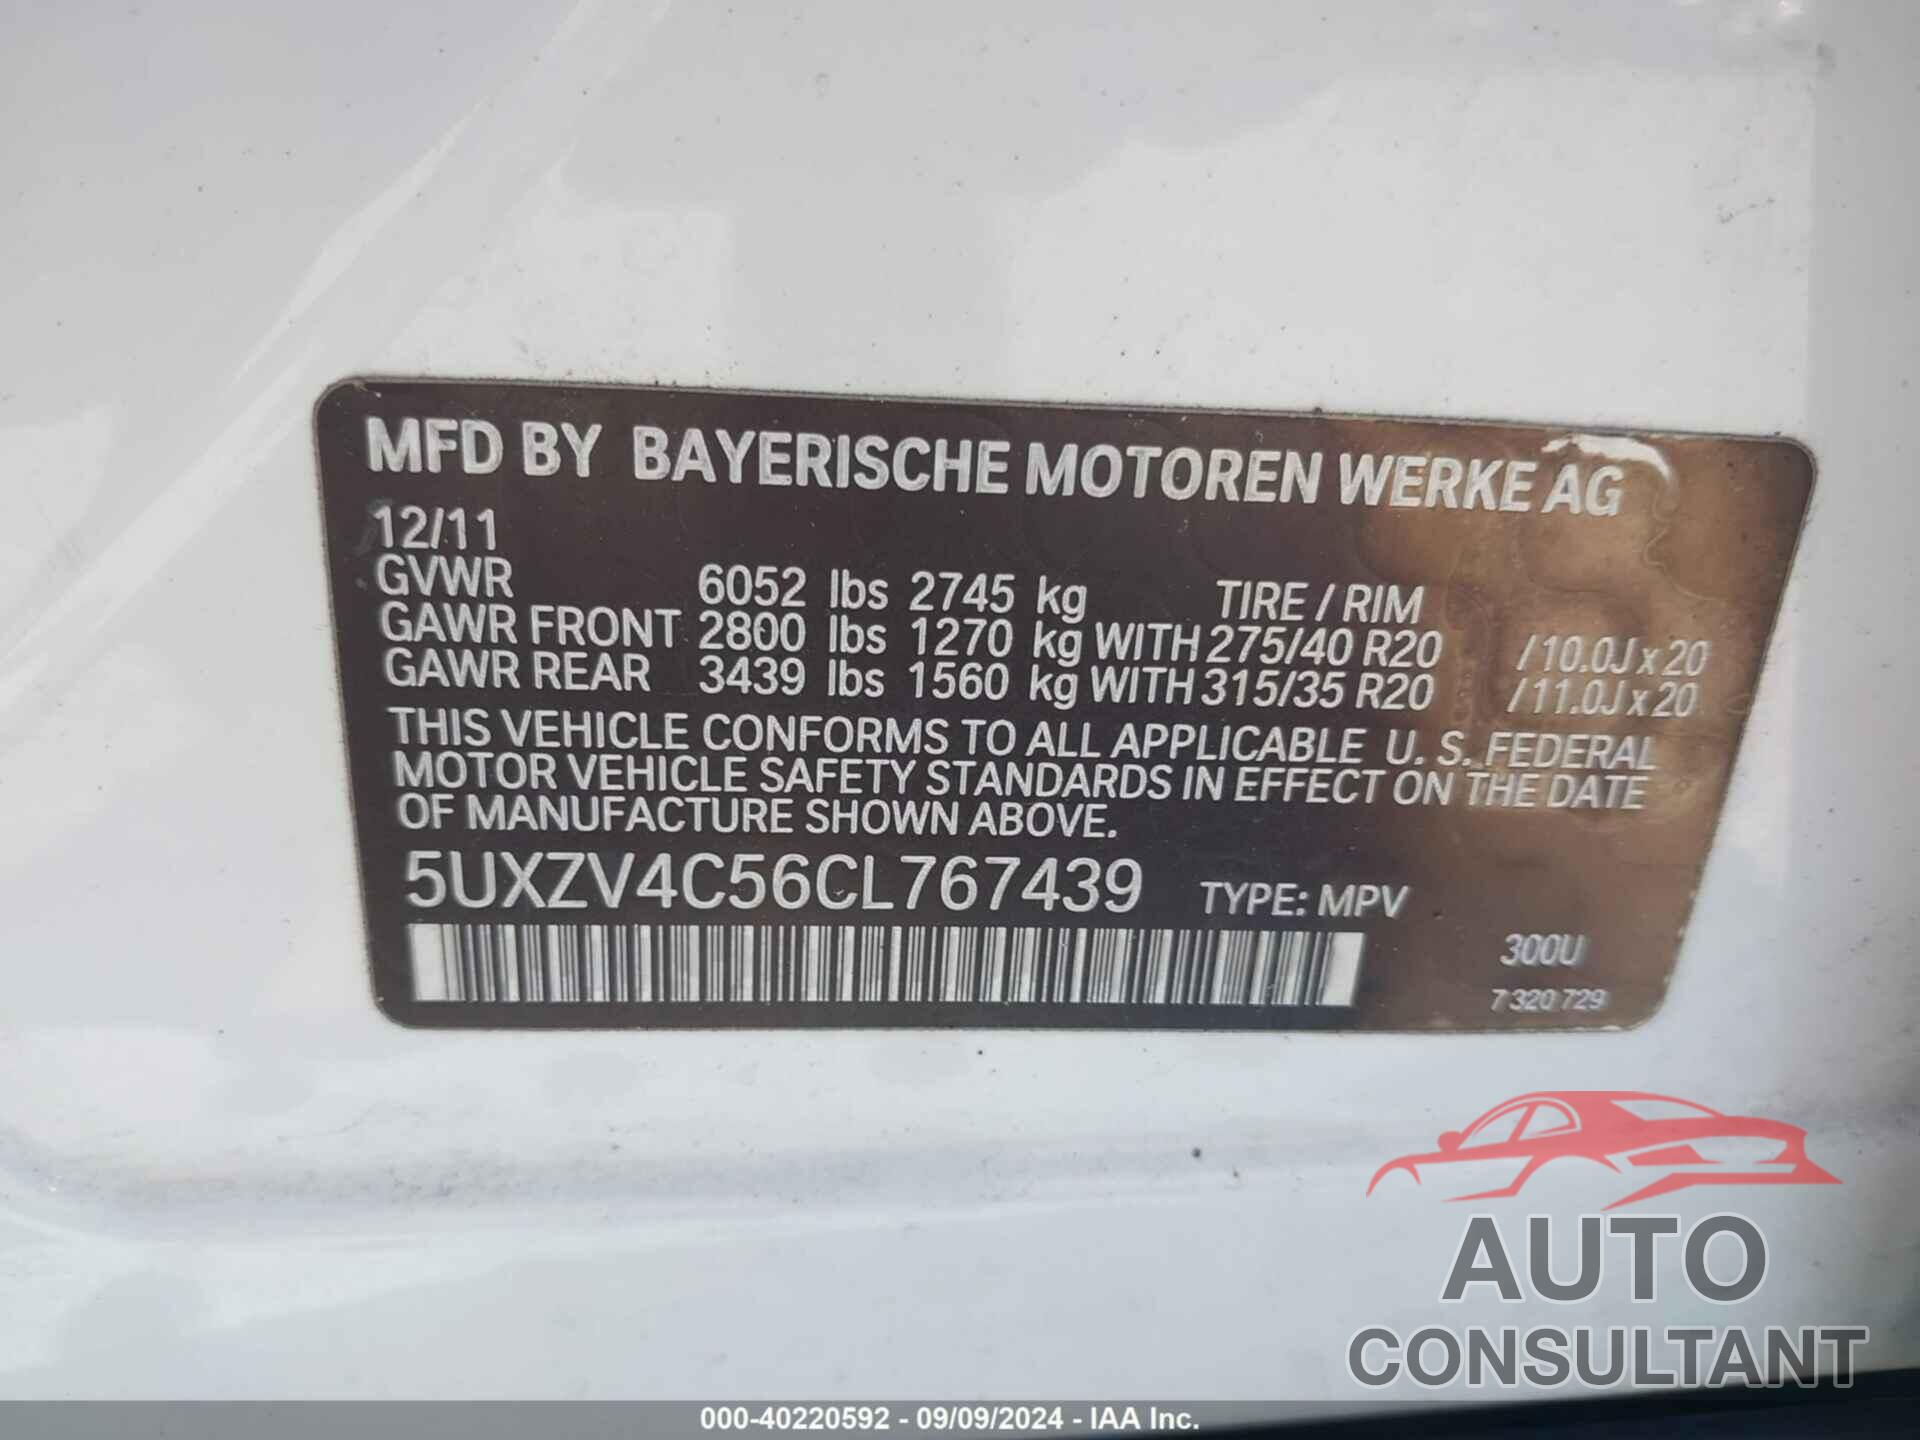 MFD BY BAYERISCHE MOTOREN WERKE AG
12/11
GVWR 6052 lbs 2745 kg TIRE / RIM
GAWR FRONT 2800 lbs 1270 kg WITH 275/40 R20 /10.0J x 20
GAWR REAR 3439 lbs 1560 kg WITH 315/35 R20 /11.0J x 20
THIS VEHICLE CONFORMS TO ALL APPLICABLE U. S. FEDERAL
MOTOR VEHICLE SAFETY STANDARDS IN EFFECT ON THE DATE
OF MANUFACTURE SHOWN ABOVE.
5UXZV4C56CL767439 TYPE: MPV
300U
7 320 729
AUTO
CONSULTANT
000-40220592 - 09/09/2024 - IAA Inc.